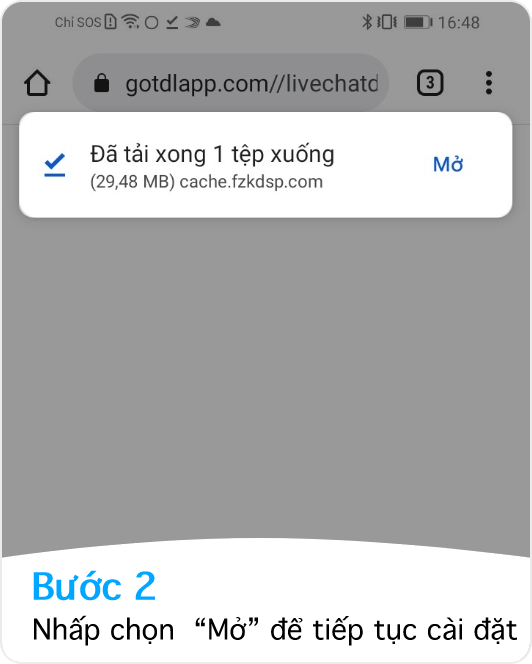 Chỉ SOS 16:48
gotdlapp.com//livechatd 3
Đã tải xong 1 tệp xuống
Mở
(29,48 MB) cache.fzkdsp.com
Bước 2
Nhấp chọn “Mở” để tiếp tục cài đặt